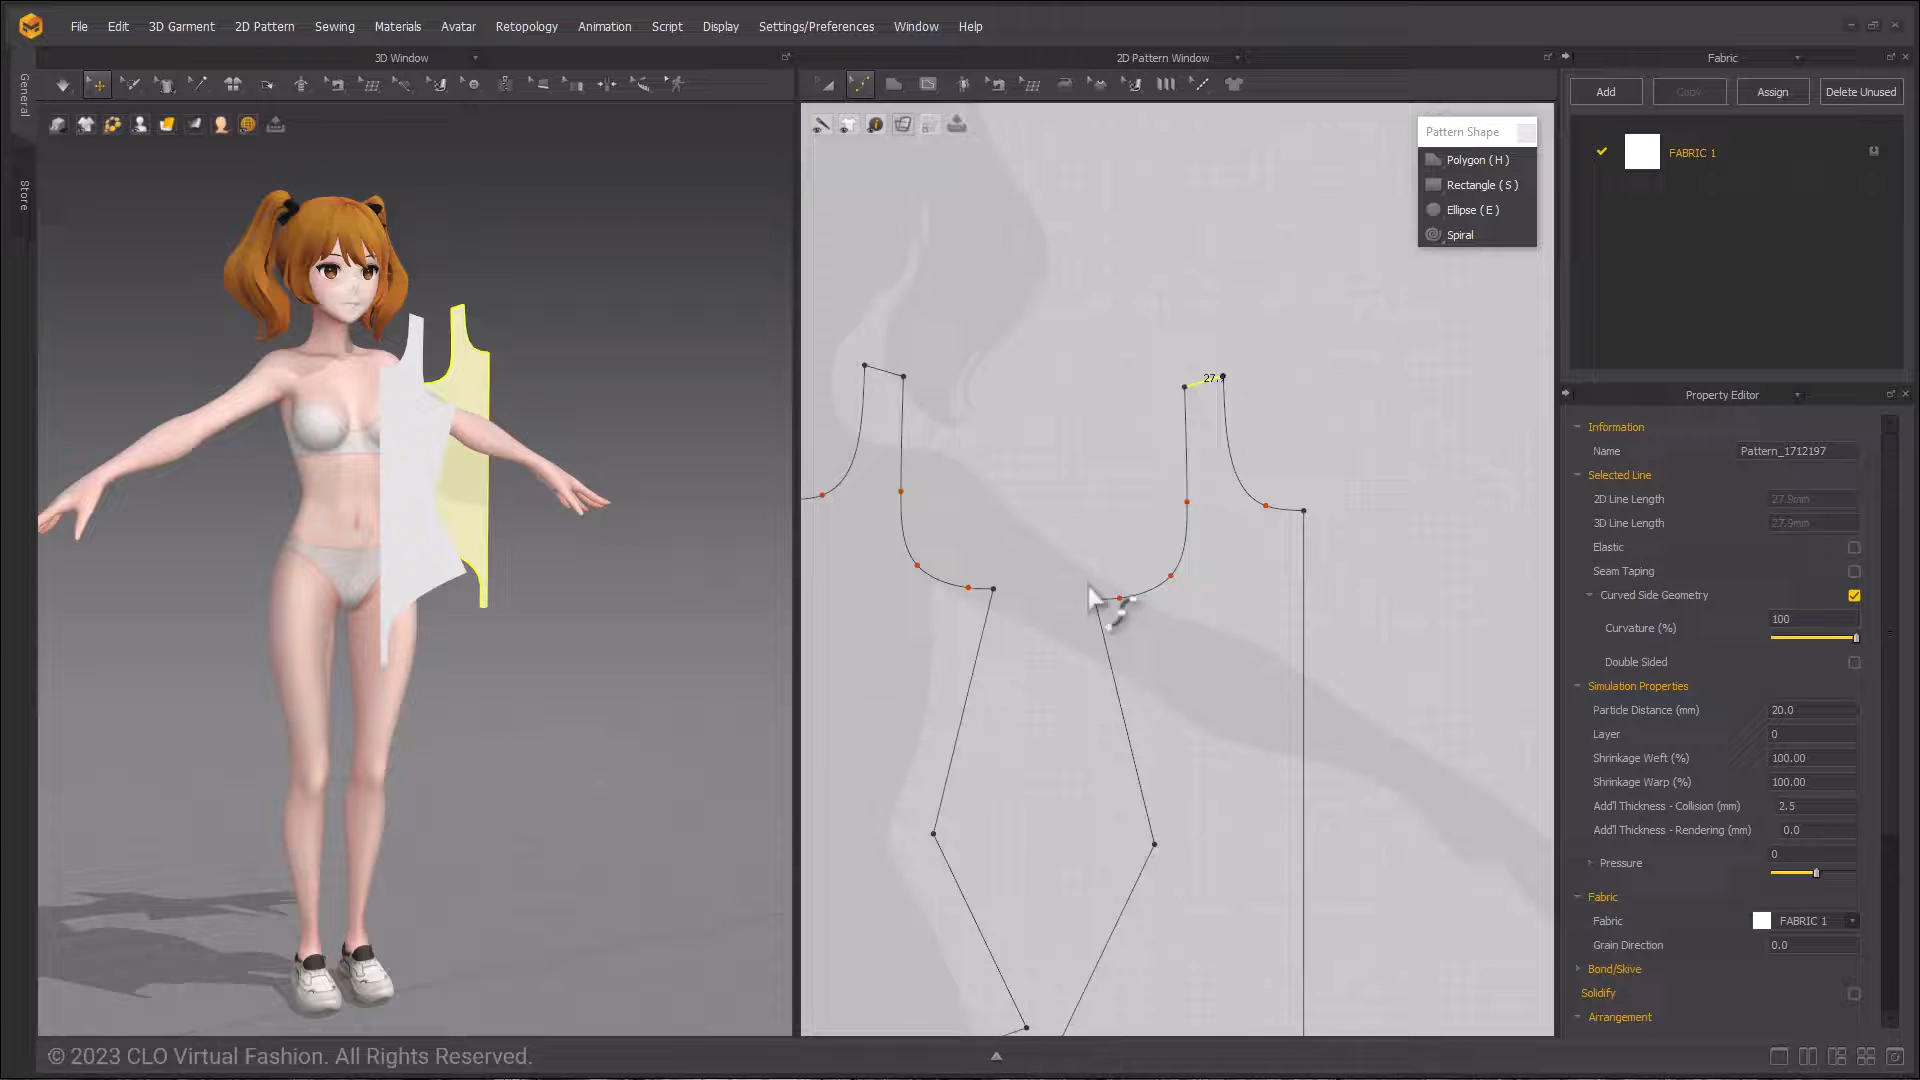 File Edit 3D Garment 2D Pattern Sewing Materials Avatar Retopology Animation Script Display Settings/Preferences Window Help
3D Window
2D Pattern Window
Fabric
General
Store
Add
Copy
Assign
Delete Unused
FABRIC 1
Pattern Shape
Polygon ( H )
Rectangle ( S )
Ellipse ( E )
Spiral
Property Editor
Information
Name Pattern_1712197
Selected Line
2D Line Length 27.9mm
3D Line Length 27.9mm
Elastic
Seam Taping
Curved Side Geometry
Curvature (%) 100
Double Sided
Simulation Properties
Particle Distance (mm) 20.0
Layer 0
Shrinkage Weft (%) 100.00
Shrinkage Warp (%) 100.00
Add'l Thickness - Collision (mm) 2.5
Add'l Thickness - Rendering (mm) 0.0
Pressure 0
Fabric
Fabric FABRIC 1
Grain Direction 0.0
Bond/Skive
Solidify
Arrangement
© 2023 CLO Virtual Fashion. All Rights Reserved.